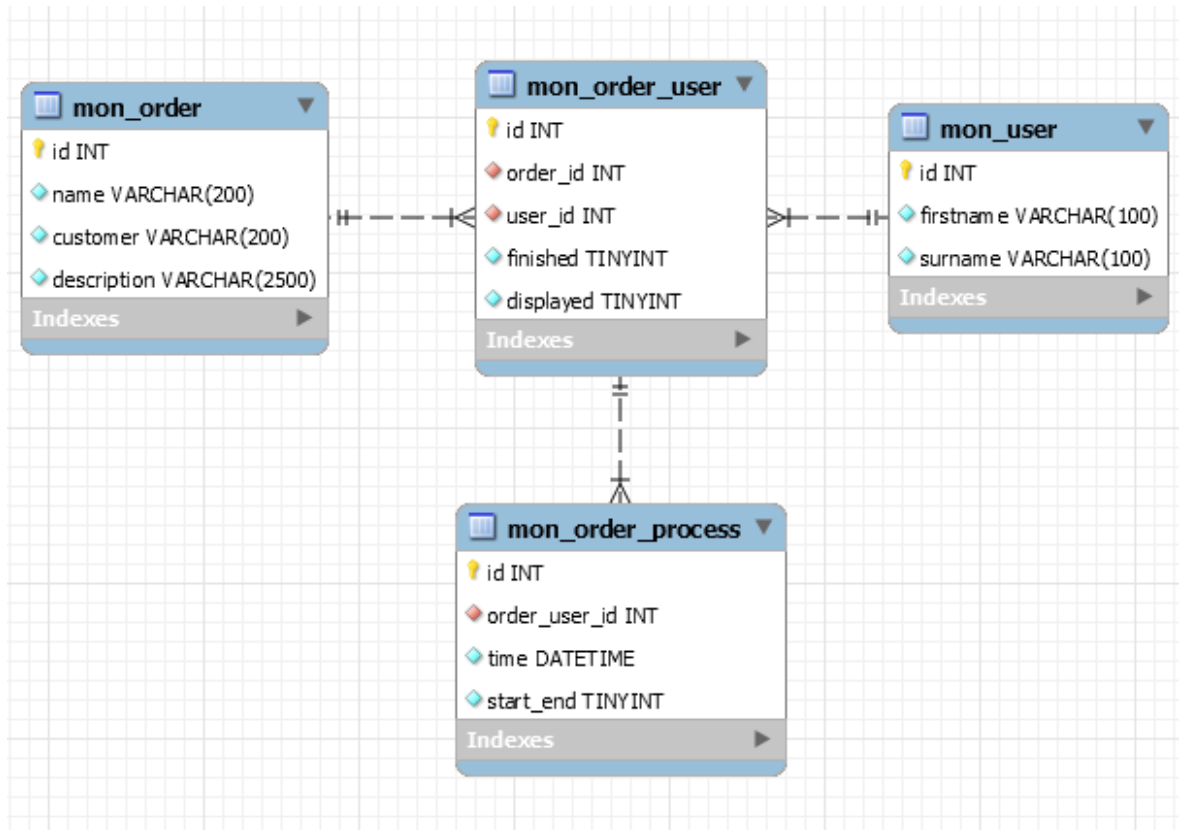 mon_order
id INT
name VARCHAR(200)
customer VARCHAR(200)
description VARCHAR(2500)
Indexes
mon_order_user
id INT
order_id INT
user_id INT
finished TINYINT
displayed TINYINT
Indexes
mon_user
id INT
firstname VARCHAR(100)
surname VARCHAR(100)
Indexes
mon_order_process
id INT
order_user_id INT
time DATETIME
start_end TINYINT
Indexes